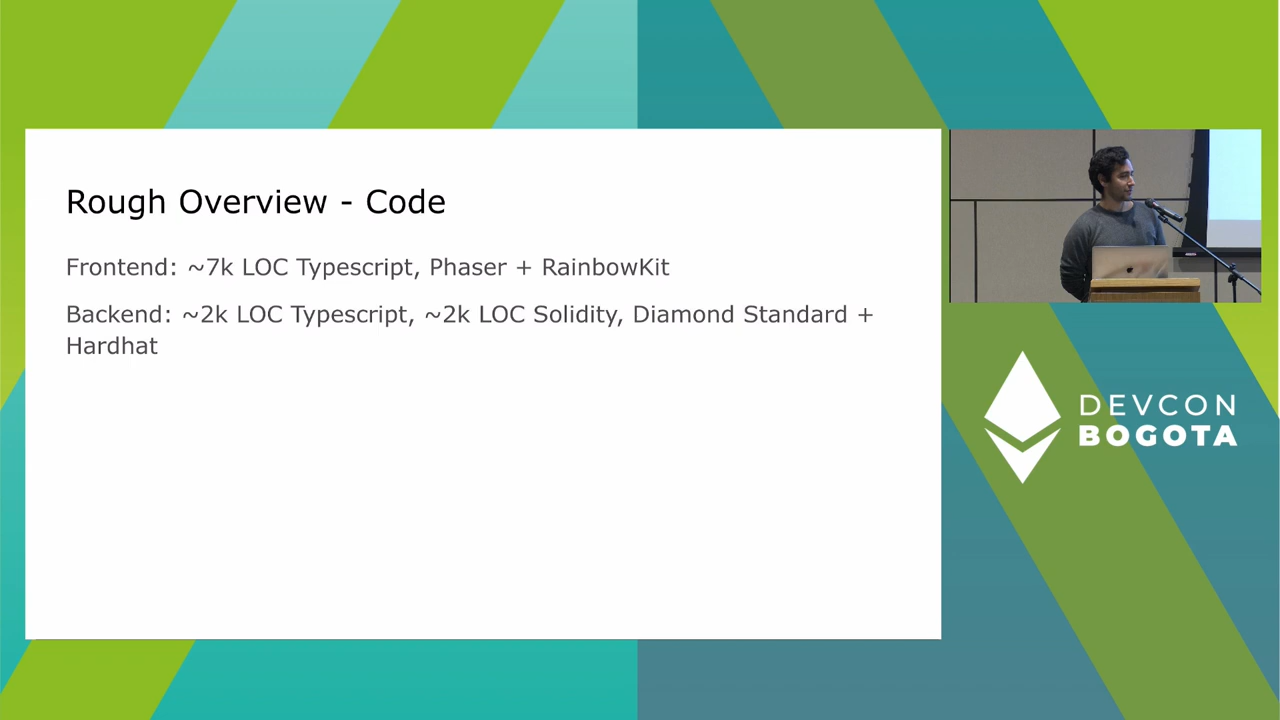 Rough Overview - Code
Frontend: ~7k LOC Typescript, Phaser + RainbowKit
Backend: ~2k LOC Typescript, ~2k LOC Solidity, Diamond Standard +
Hardhat
DEVCON
BOGOTA